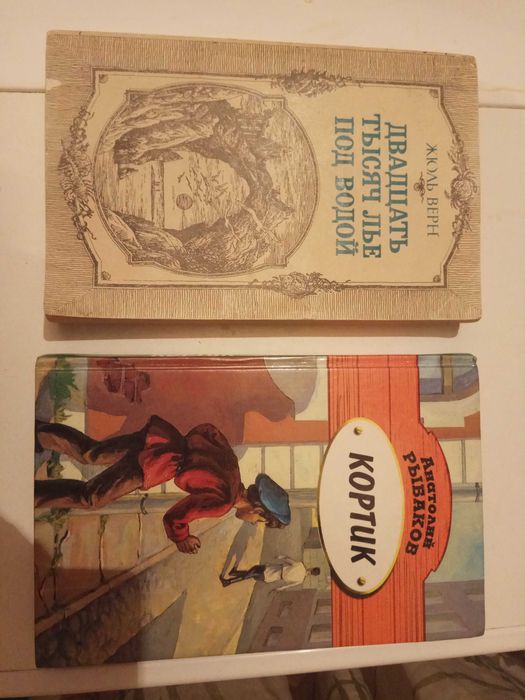 ЖЮЛЬ ВЕРН
ДВАДЦАТЬ
ТЫСЯЧ ЛЬЕ
ПОД ВОДОЙ
Анатолий
РЫБАКОВ
КОРТИК